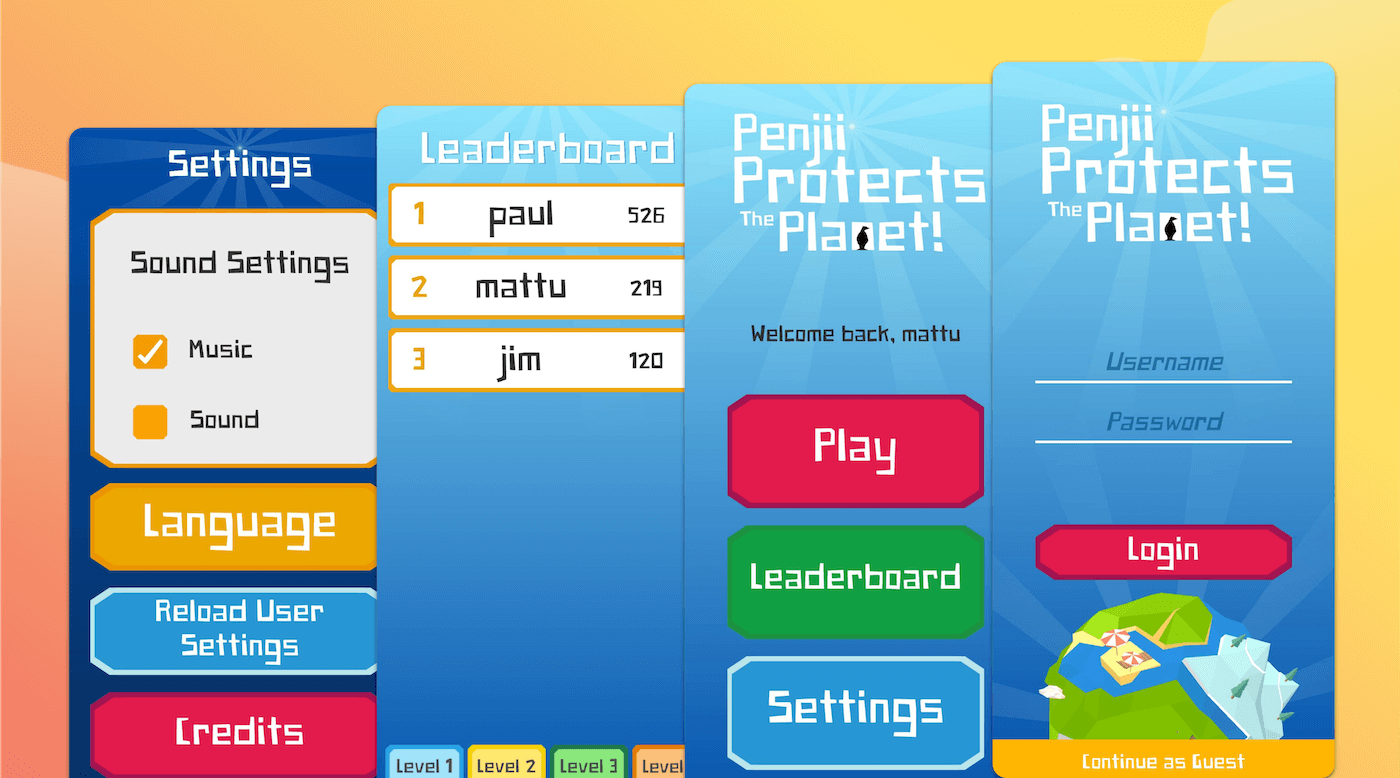 Settings
Sound Settings
Music
Sound
Language
Reload User
Settings
Credits
Leaderboard
1 paul 526
2 mattu 219
3 jim 120
Level 1 Level 2 Level 3 Level
Penjii
Protects
The Planet!
Welcome back, mattu
Play
Leaderboard
Settings
Penjii
Protects
The Planet!
Username
Password
Login
Continue as Guest